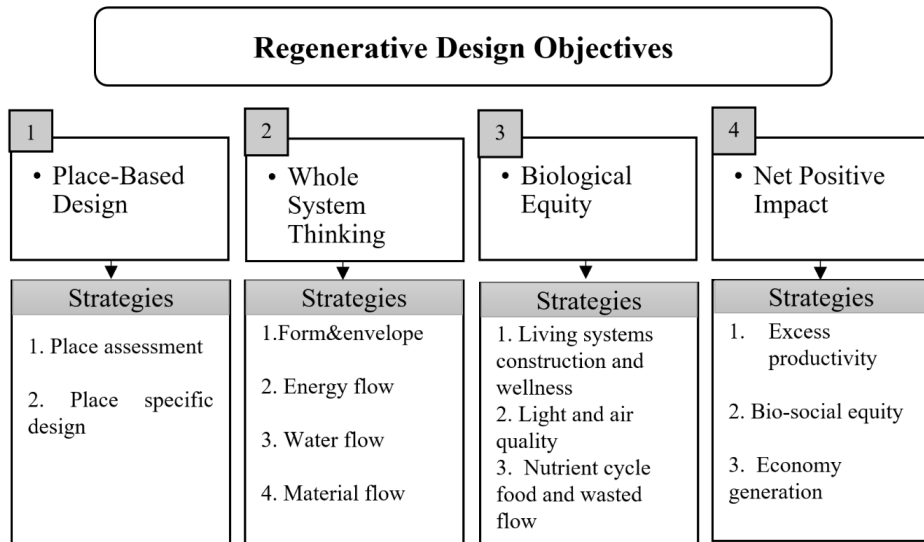 Regenerative Design Objectives
1
• Place-Based
Design
Strategies
1. Place assessment
2. Place specific
design
2
• Whole
System
Thinking
Strategies
1.Form&envelope
2. Energy flow
3. Water flow
4. Material flow
3
• Biological
Equity
Strategies
1. Living systems
construction and
wellness
2. Light and air
quality
3. Nutrient cycle
food and wasted
flow
4
• Net Positive
Impact
Strategies
1. Excess
productivity
2. Bio-social equity
3. Economy
generation